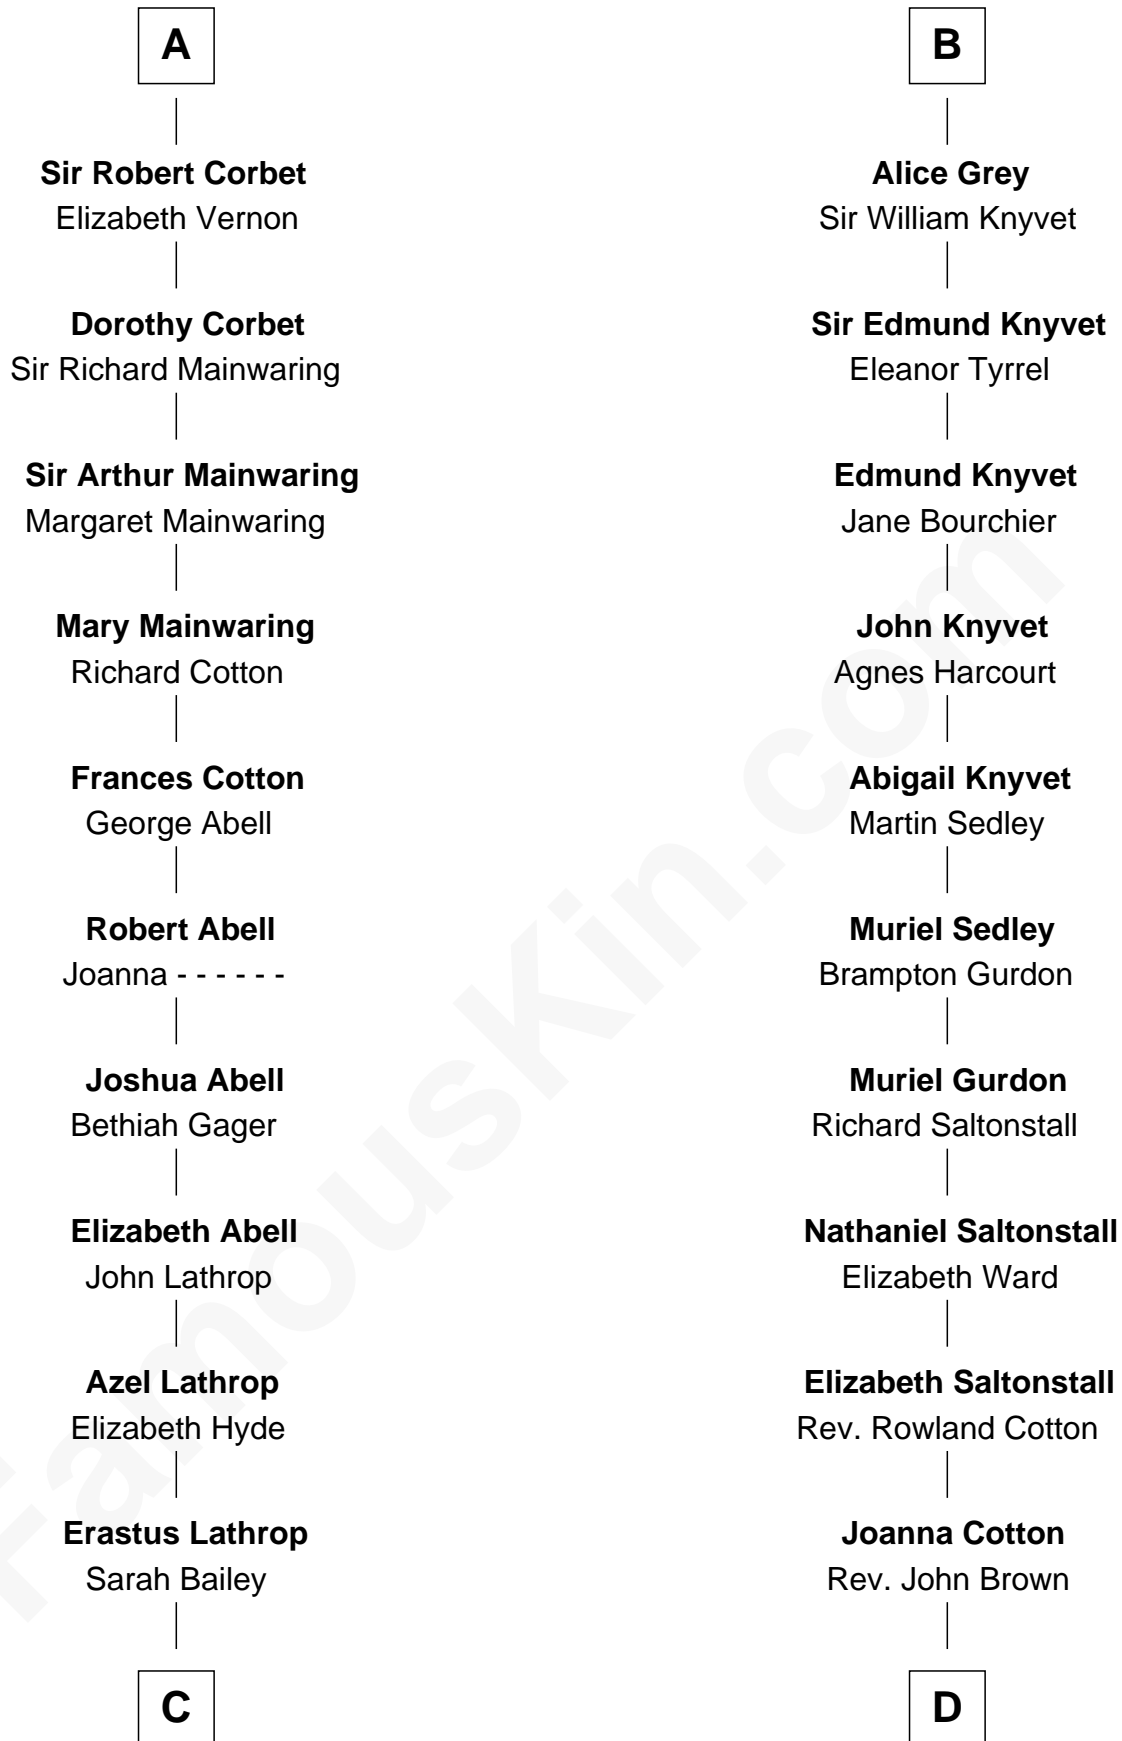 A
Sir Robert Corbet
Elizabeth Vernon
Dorothy Corbet
Sir Richard Mainwaring
Sir Arthur Mainwaring
Margaret Mainwaring
Mary Mainwaring
Richard Cotton
Frances Cotton
George Abell
Robert Abell
Joanna - - - - - -
Joshua Abell
Bethiah Gager
Elizabeth Abell
John Lathrop
Azel Lathrop
Elizabeth Hyde
Erastus Lathrop
Sarah Bailey
C
B
Alice Grey
Sir William Knyvet
Sir Edmund Knyvet
Eleanor Tyrrel
Edmund Knyvet
Jane Bourchier
John Knyvet
Agnes Harcourt
Abigail Knyvet
Martin Sedley
Muriel Sedley
Brampton Gurdon
Muriel Gurdon
Richard Saltonstall
Nathaniel Saltonstall
Elizabeth Ward
Elizabeth Saltonstall
Rev. Rowland Cotton
Joanna Cotton
Rev. John Brown
D
FamousKin.com